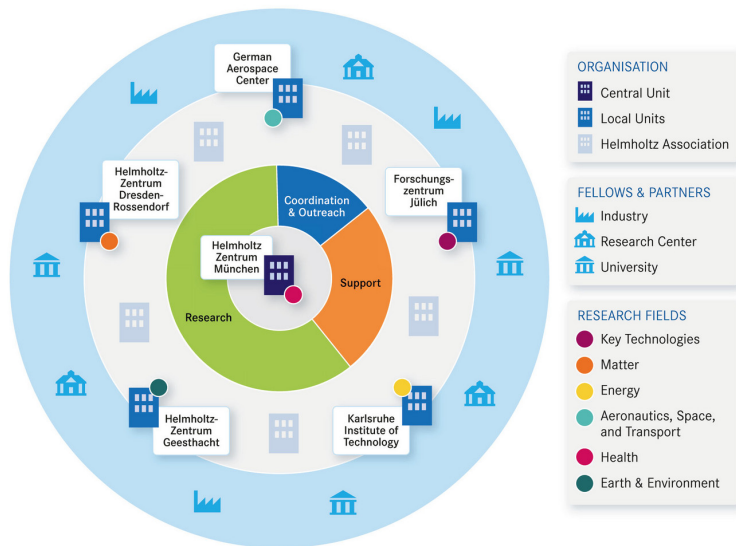 German
Aerospace
Center
Helmholtz-
Zentrum
Dresden-
Rossendorf
Forschungs-
zentrum
Jülich
Coordination
& Outreach
Helmholtz
Zentrum
München
Support
Research
Helmholtz-
Zentrum
Geesthacht
Karlsruhe
Institute of
Technology
ORGANISATION
Central Unit
Local Units
Helmholtz Association
FELLOWS & PARTNERS
Industry
Research Center
University
RESEARCH FIELDS
Key Technologies
Matter
Energy
Aeronautics, Space,
and Transport
Health
Earth & Environment